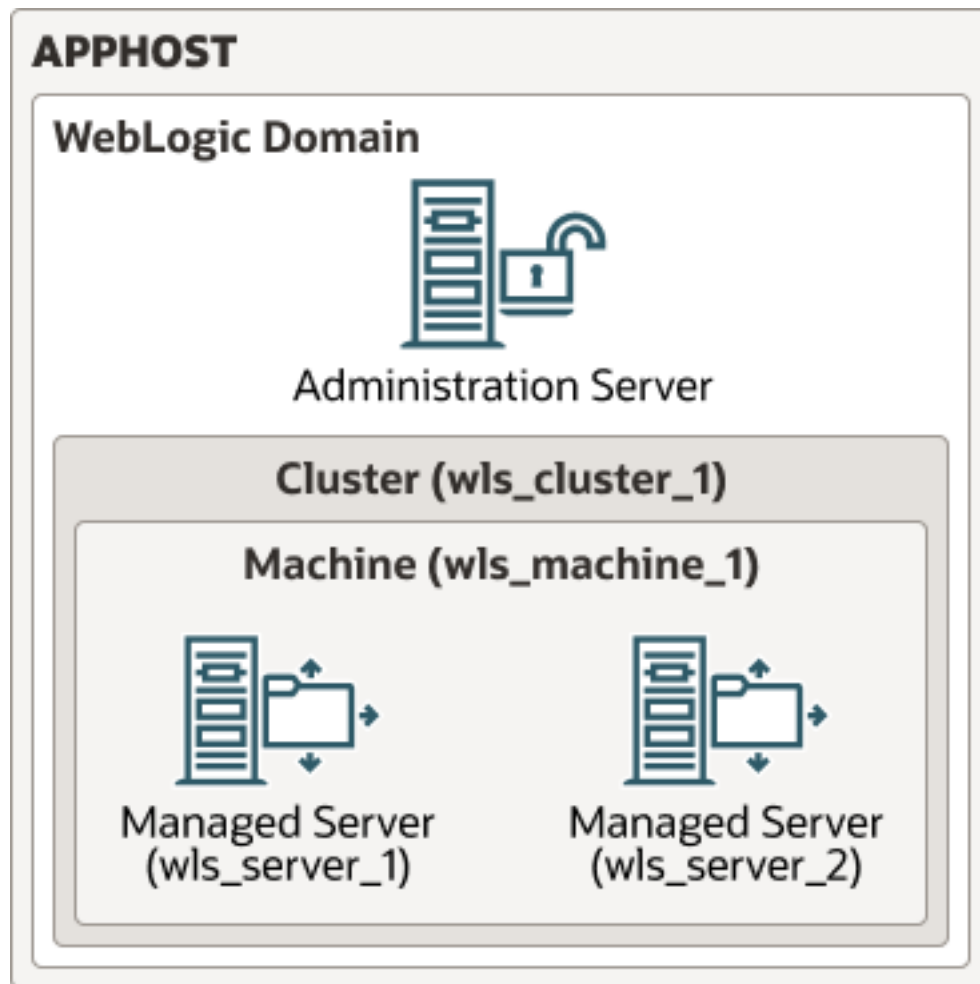 APPHOST
WebLogic Domain
Administration Server
Cluster (wls_cluster_1)
Machine (wls_machine_1)
Managed Server
(wls_server_1)
Managed Server
(wls_server_2)